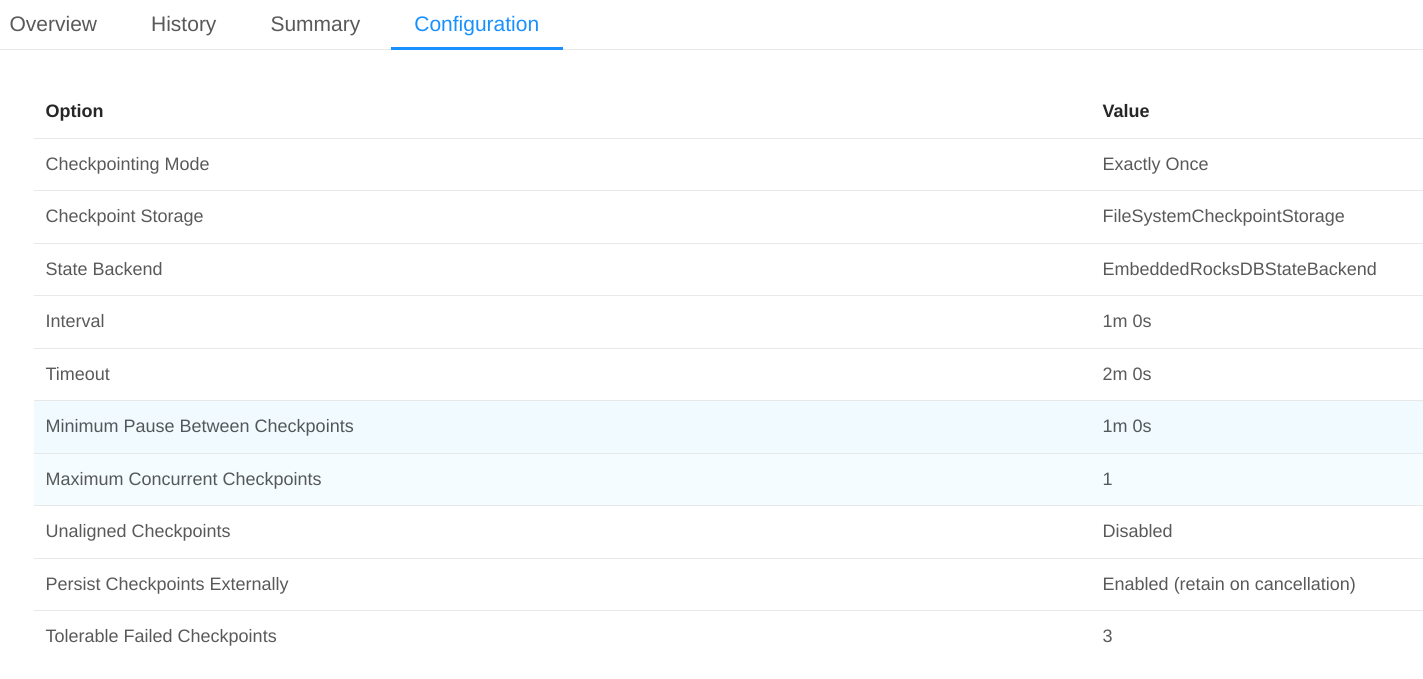 Overview History Summary Configuration
Option Value
Checkpointing Mode Exactly Once
Checkpoint Storage FileSystemCheckpointStorage
State Backend EmbeddedRocksDBStateBackend
Interval 1m 0s
Timeout 2m 0s
Minimum Pause Between Checkpoints 1m 0s
Maximum Concurrent Checkpoints 1
Unaligned Checkpoints Disabled
Persist Checkpoints Externally Enabled (retain on cancellation)
Tolerable Failed Checkpoints 3